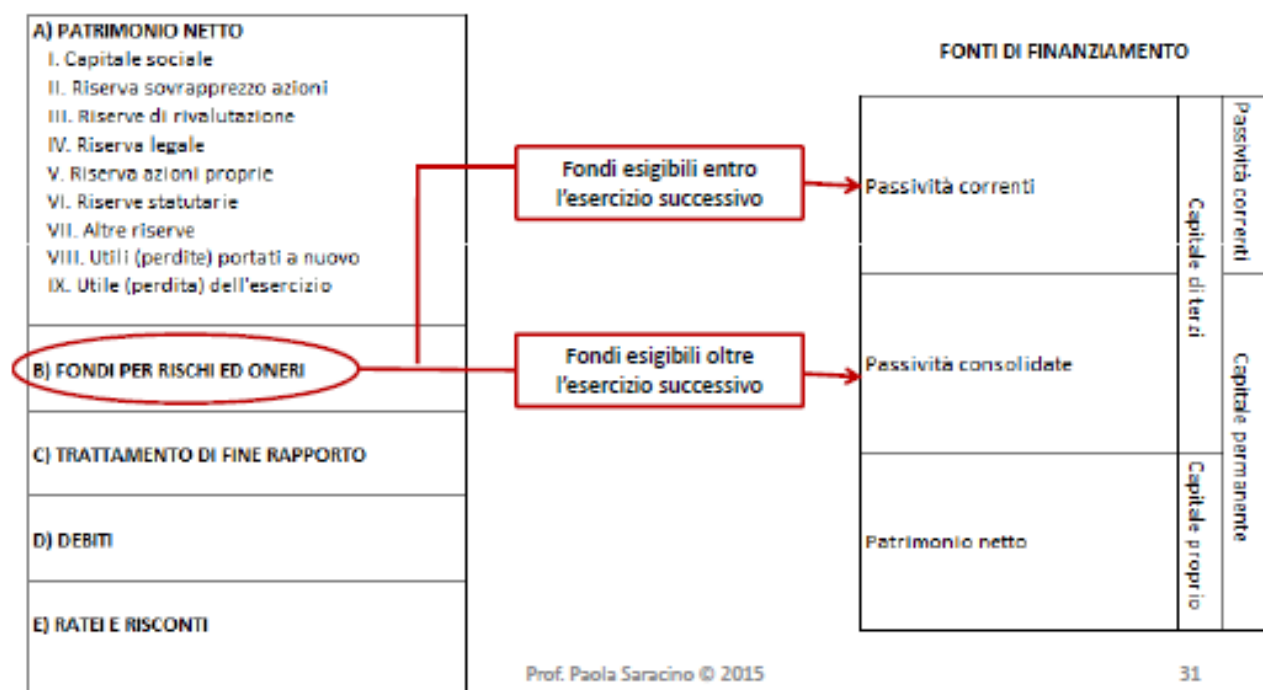 A) PATRIMONIO NETTO
I. Capitale sociale
II. Riserva sovrapprezzo azioni
III. Riserve di rivalutazione
IV. Riserva legale
V. Riserva azioni proprie
VI. Riserve statutarie
VII. Altre riserve
VIII. Utili (perdite) portati a nuovo
IX. Utile (perdita) dell'esercizio
B) FONDI PER RISCHI ED ONERI
C) TRATTAMENTO DI FINE RAPPORTO
D) DEBITI
E) RATEI E RISCONTI
Fondi esigibili entro
l'esercizio successivo
Fondi esigibili oltre
l'esercizio successivo
FONTI DI FINANZIAMENTO
Passività correnti
Passività consolidate
Patrimonio netto
Capitale di terzi
Capitale proprio
Passività correnti
Capitale permanente
Prof. Paola Saracino © 2015
31